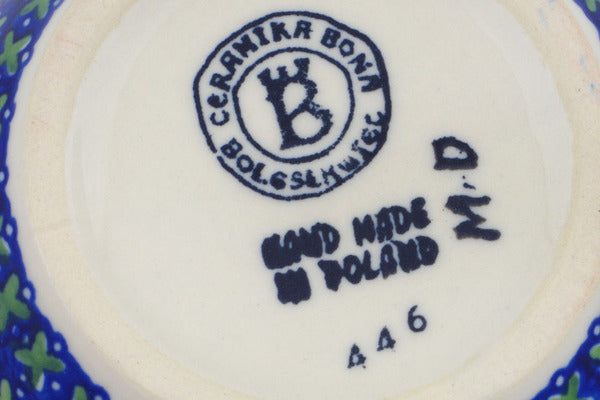 CERAMIKA BONA
B
BOLESŁAWIEC
HAND MADE
IN POLAND
M.D
446